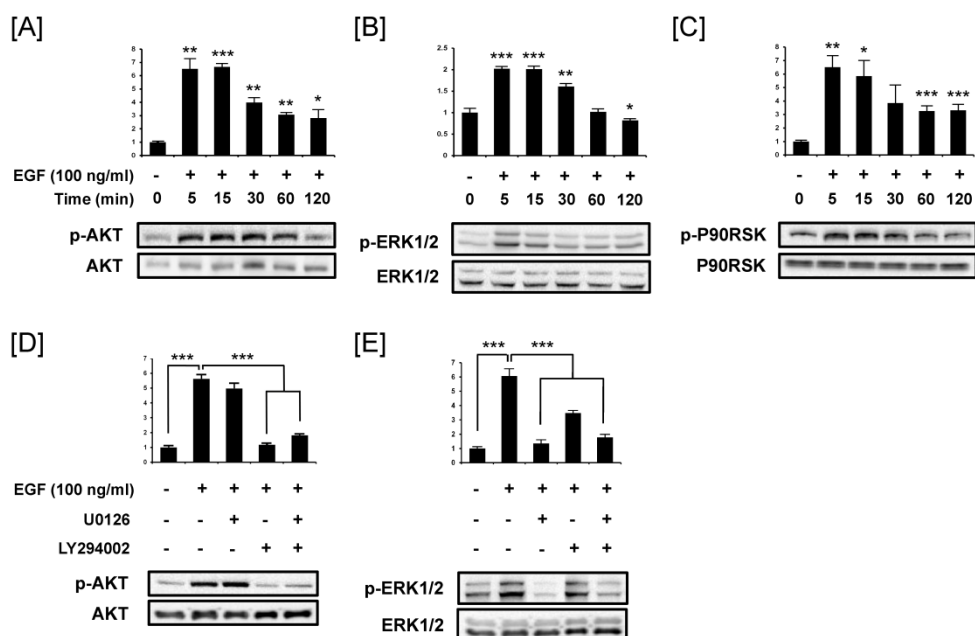 [A]
8
7
6
5
4
3
2
1
0
** *** ** ** *
EGF (100 ng/ml) - + + + + +
Time (min) 0 5 15 30 60 120
p-AKT
AKT
[B]
2.5
2
1.5
1
0.5
0
*** *** ** *
- + + + + +
0 5 15 30 60 120
p-ERK1/2
ERK1/2
[C]
8
7
6
5
4
3
2
1
0
** * *** ***
- + + + + +
0 5 15 30 60 120
p-P90RSK
P90RSK
[D]
*** ***
7
6
5
4
3
2
1
0
EGF (100 ng/ml) - + + + +
U0126 - - + - +
LY294002 - - - + +
p-AKT
AKT
[E]
*** ***
7
6
5
4
3
2
1
0
- + + + +
- - + - +
- - - + +
p-ERK1/2
ERK1/2